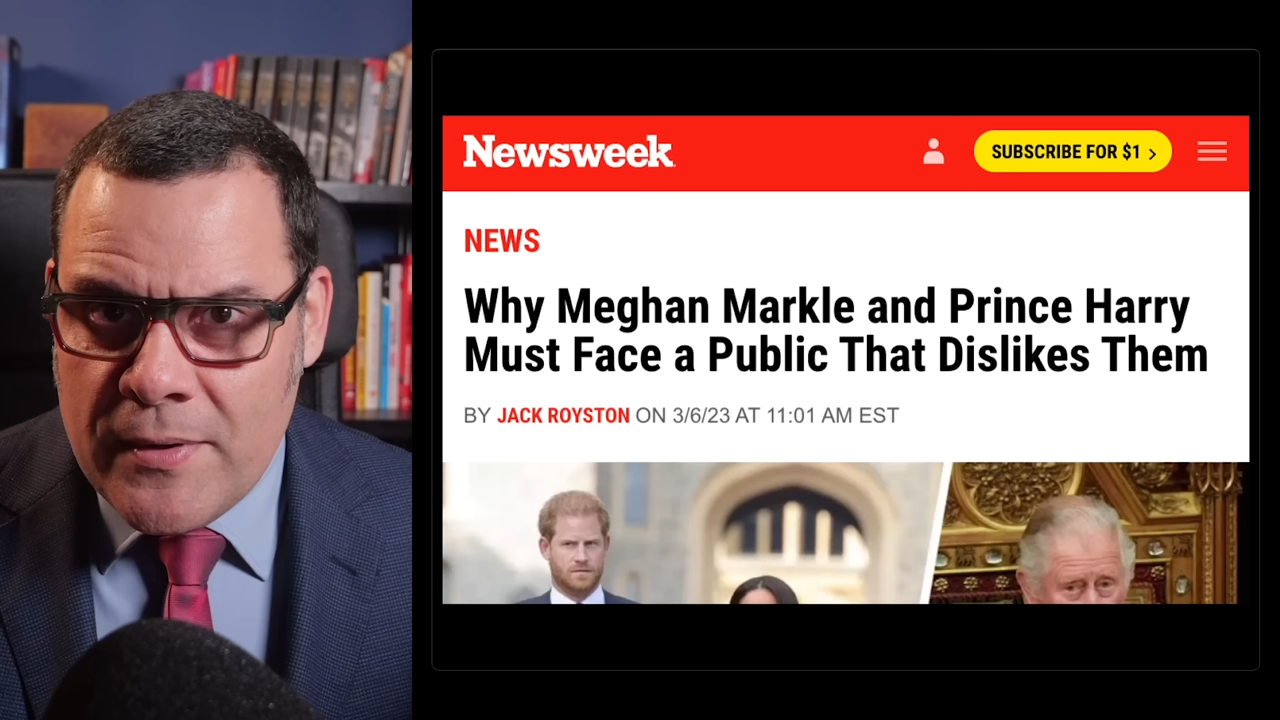 Newsweek
SUBSCRIBE FOR $1 >
NEWS
Why Meghan Markle and Prince Harry
Must Face a Public That Dislikes Them
BY JACK ROYSTON ON 3/6/23 AT 11:01 AM EST